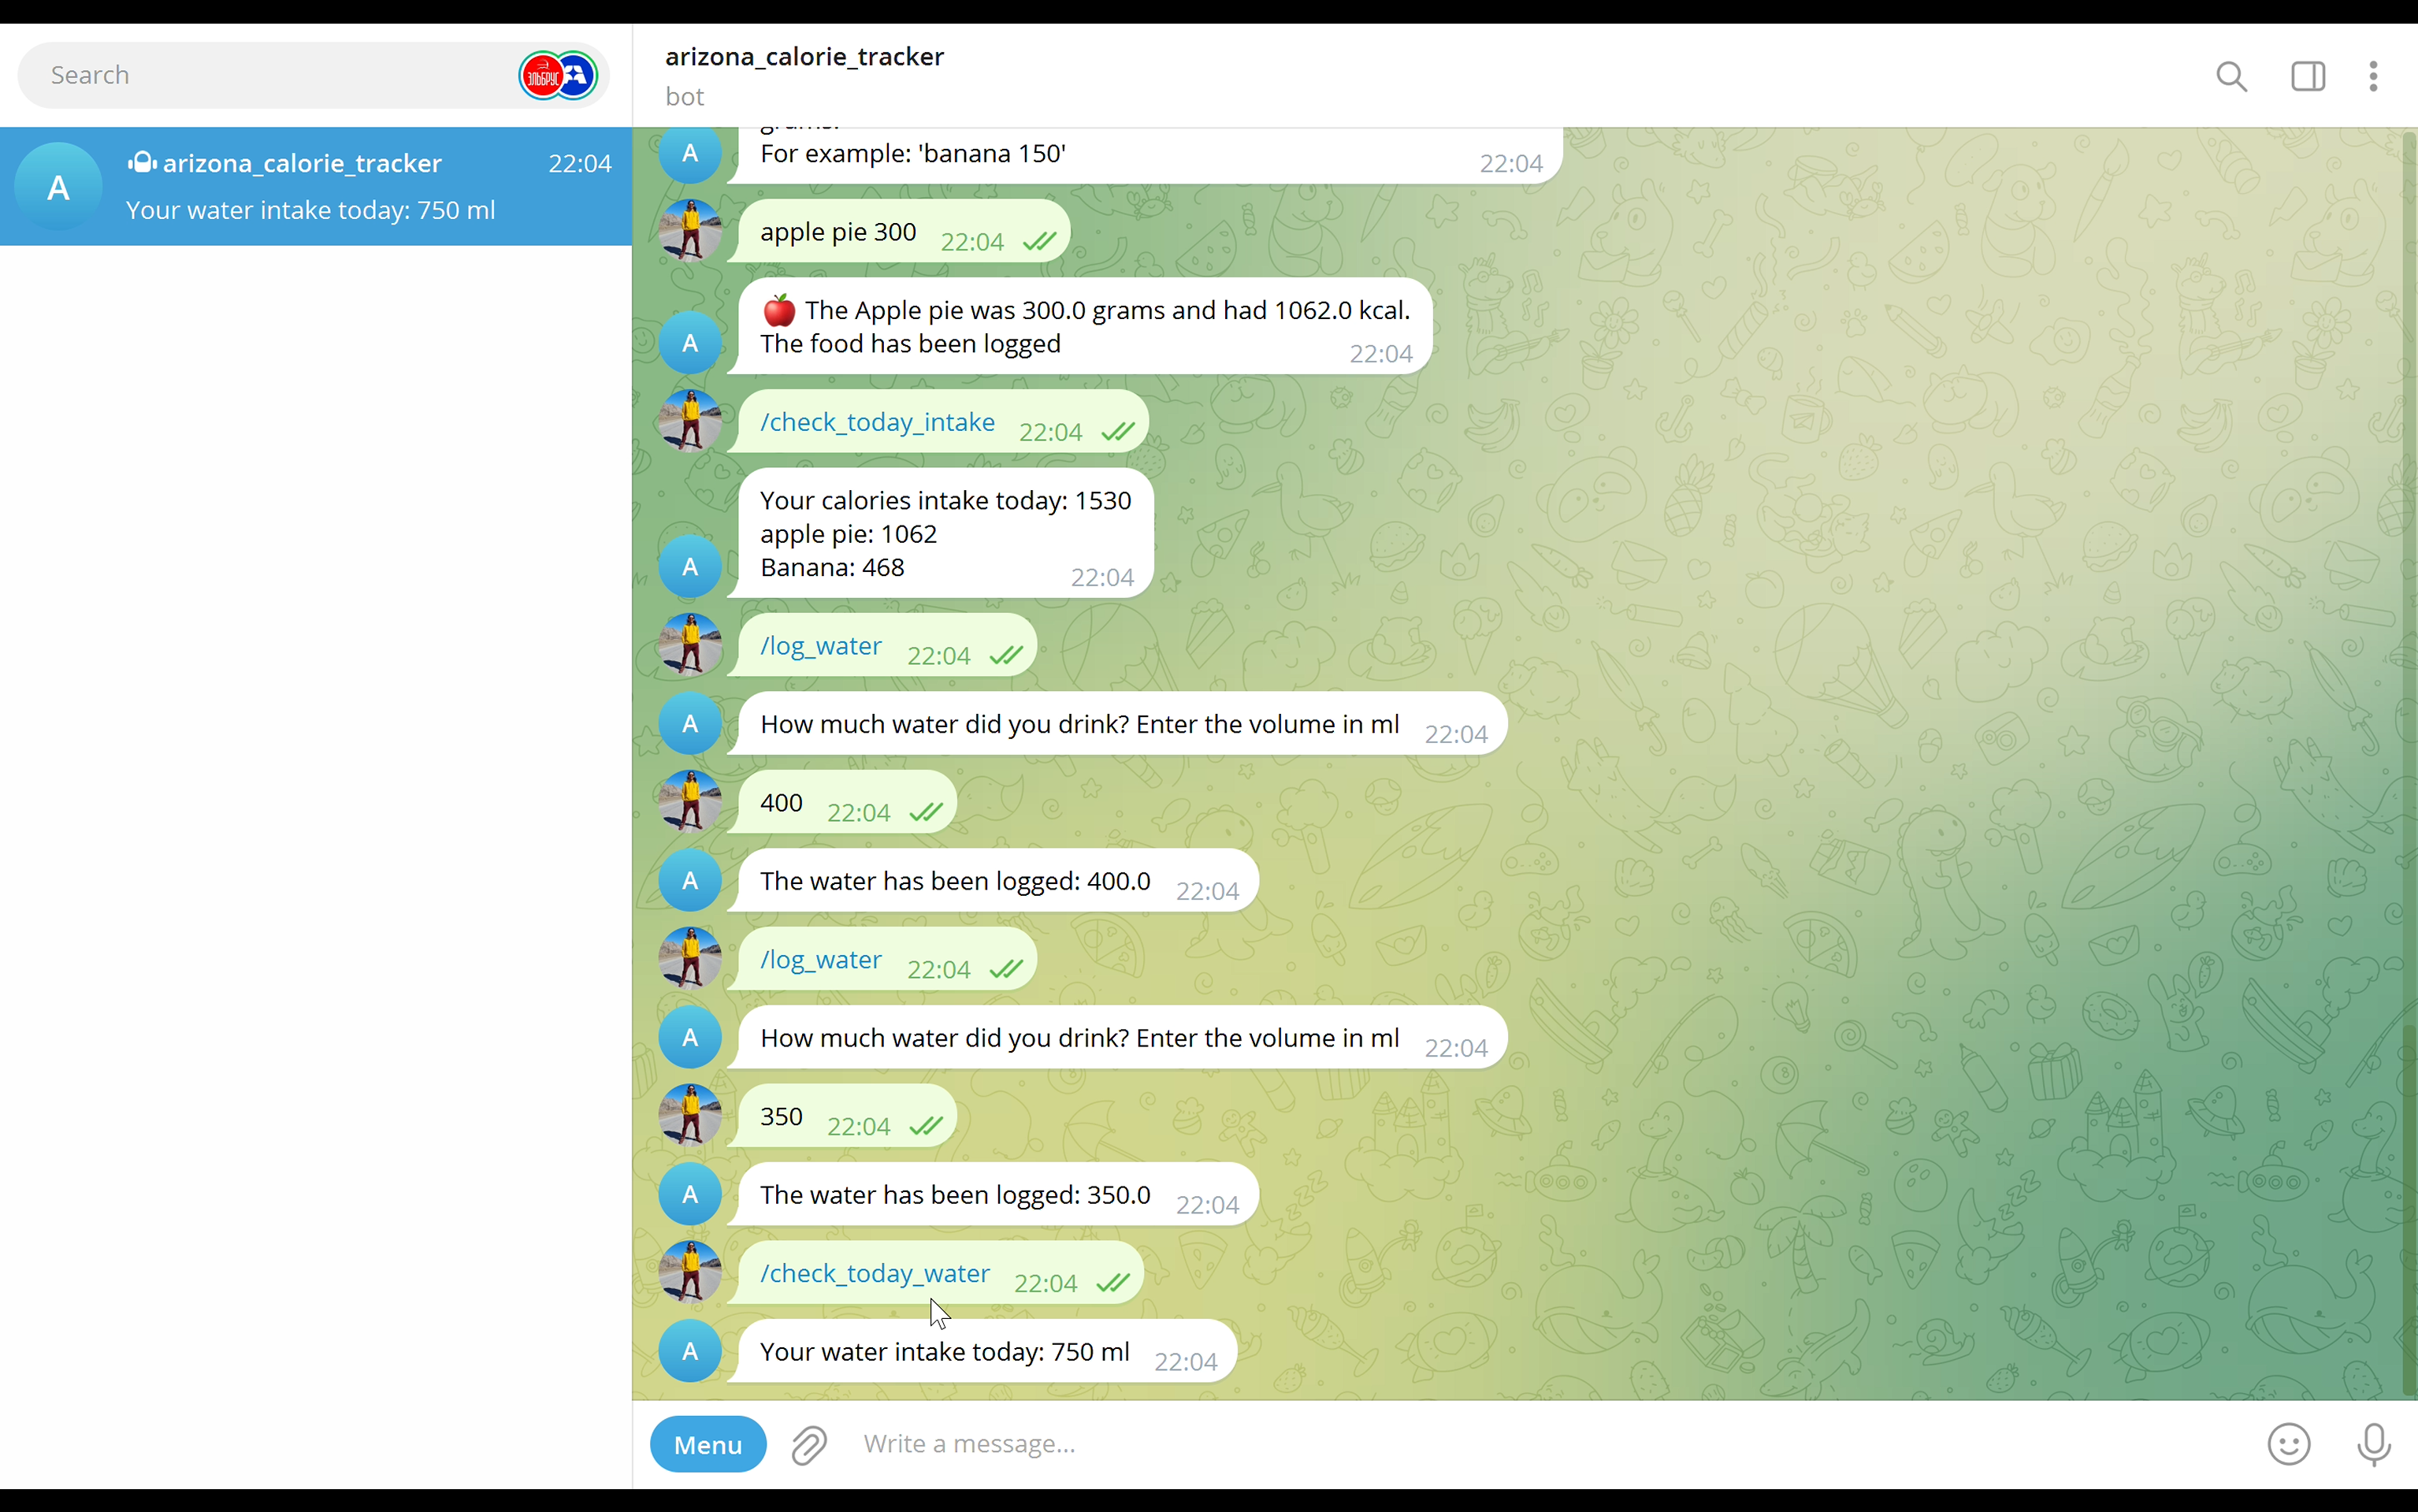 Search
ЭЛЬБРУС
A
arizona_calorie_tracker 22:04
Your water intake today: 750 ml
arizona_calorie_tracker
bot
A
For example: 'banana 150' 22:04
apple pie 300 22:04
The Apple pie was 300.0 grams and had 1062.0 kcal.
The food has been logged 22:04
A
/check_today_intake 22:04
Your calories intake today: 1530
apple pie: 1062
Banana: 468 22:04
A
/log_water 22:04
A
How much water did you drink? Enter the volume in ml 22:04
400 22:04
A
The water has been logged: 400.0 22:04
/log_water 22:04
A
How much water did you drink? Enter the volume in ml 22:04
350 22:04
A
The water has been logged: 350.0 22:04
/check_today_water 22:04
A
Your water intake today: 750 ml 22:04
Menu
Write a message...